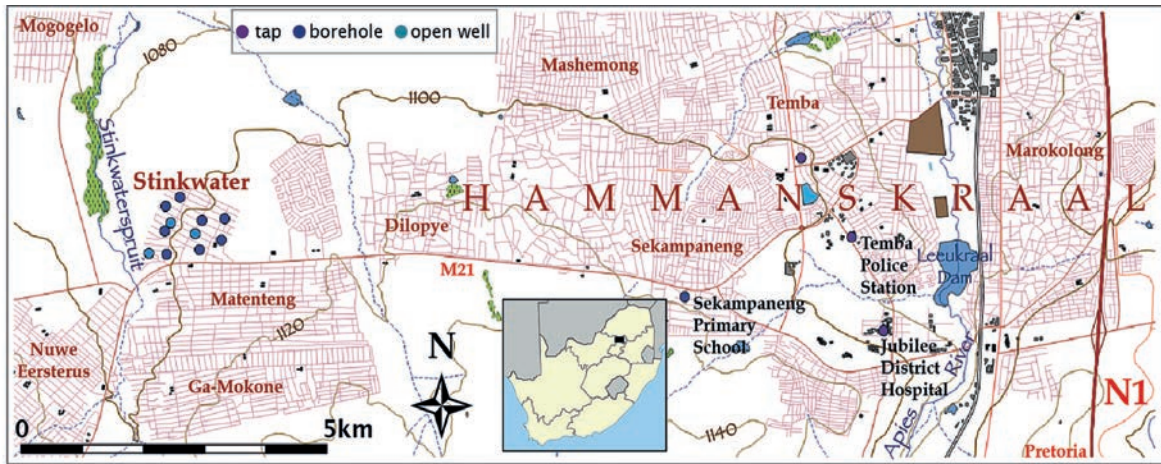 Mogogelo
tap borehole open well
1080
1100
Mashemong
Temba
Marokolong
Stinkwaterspruit
Stinkwater
HAMMANSKRAAL
Dilopye
Sekampaneng
M21
Temba
Police
Station
Leeukraal
Dam
Matenteng
1120
Nuwe
Eersterus
Ga-Mokone
N
Sekampaneng
Primary
School
Jubilee
District
Hospital
Apies River
N1
0 5km
1140
Pretoria